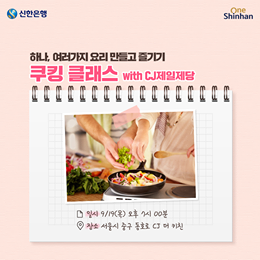 신한은행
One
Shinhan
하나, 여러가지 요리 만들고 즐기기
쿠킹 클래스 with CJ제일제당
일시 9/19(목) 오후 7시 00분
장소 서울시 중구 동호로 CJ 더 키친